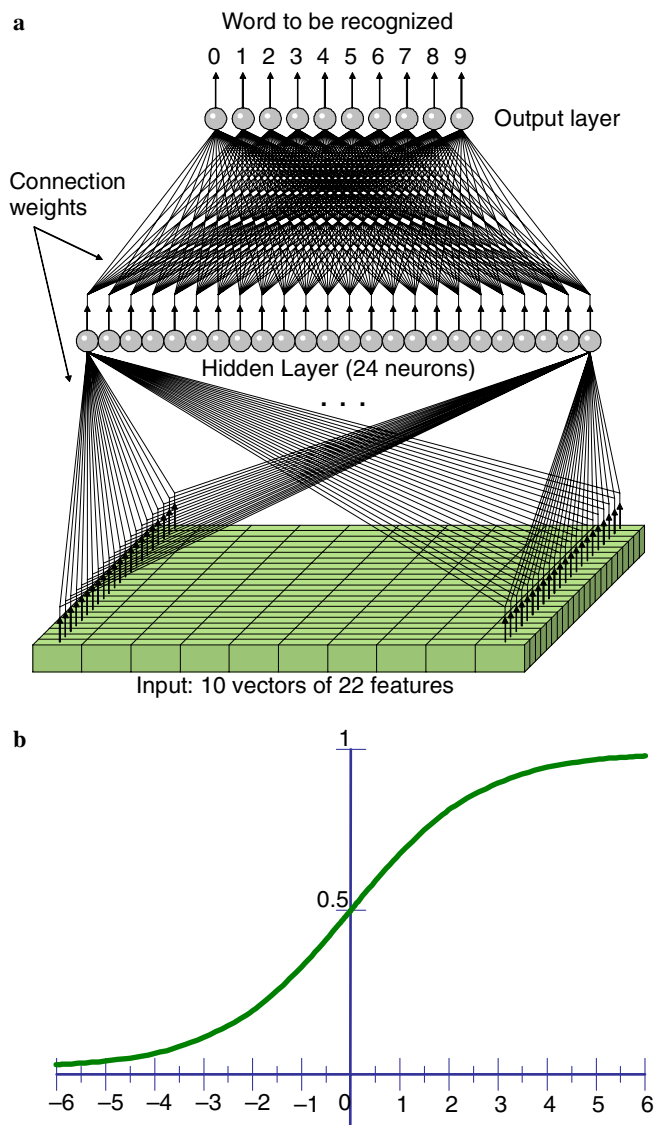 a
Word to be recognized
0 1 2 3 4 5 6 7 8 9
Output layer
Connection
weights
Hidden Layer (24 neurons)
. . .
Input: 10 vectors of 22 features
b
1
0.5
–6 –5 –4 –3 –2 –1 0 1 2 3 4 5 6